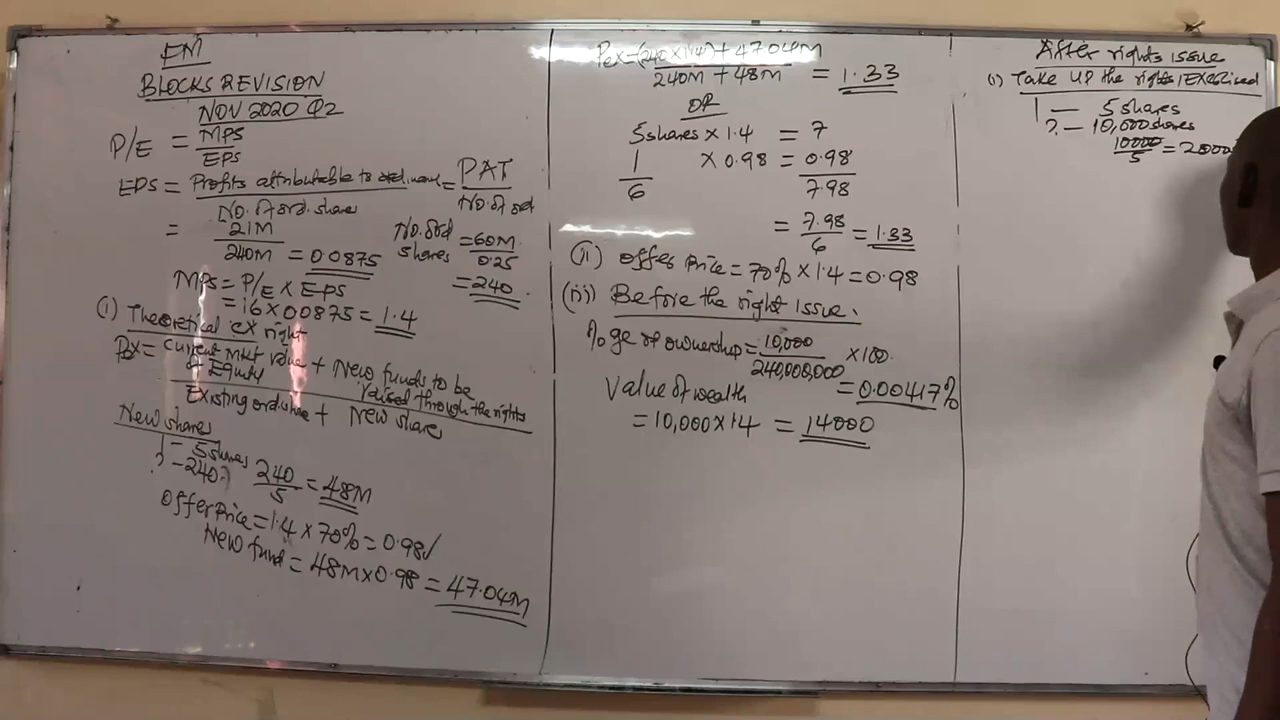 FM
BLOCKS REVISION
NOV 2020 Q2
P/E = MPS
EPS
EPS = Profits attributable to ordinary = PAT
No. of ord. share No. of ord
= 21M
240M = 0.0875
No. ord shares = 60M
0.25
= 240
MPS = P/E x EPS
= 16 x 00875 = 1.4
(i) Theoretical ex right
Pex = Current Mkt value of Equity + New funds to be raised through the rights
Existing ord share + New share
New shares
1 – 5 shares
? – 240
240
5 = 48M
Offer Price = 1.4 x 70% = 0.98✓
New fund = 48M x 0.98 = 47.04M
Pex = (240 x 1.4) + 47.04M
240M + 48M = 1.33
OR
5 shares x 1.4 = 7
1 x 0.98 = 0.98
6 7.98
= 7.98
6 = 1.33
(ii) Offer Price = 70% x 1.4 = 0.98
(iii) Before the right issue.
%ge of ownership = 10,000
240,000,000 x 100
= 0.00417%
Value of wealth
= 10,000 x 1.4 = 14000
After rights issue
(i) Take up the rights/Exercised
1 — 5 shares
? – 10,000 shares
10000
5 = 2000